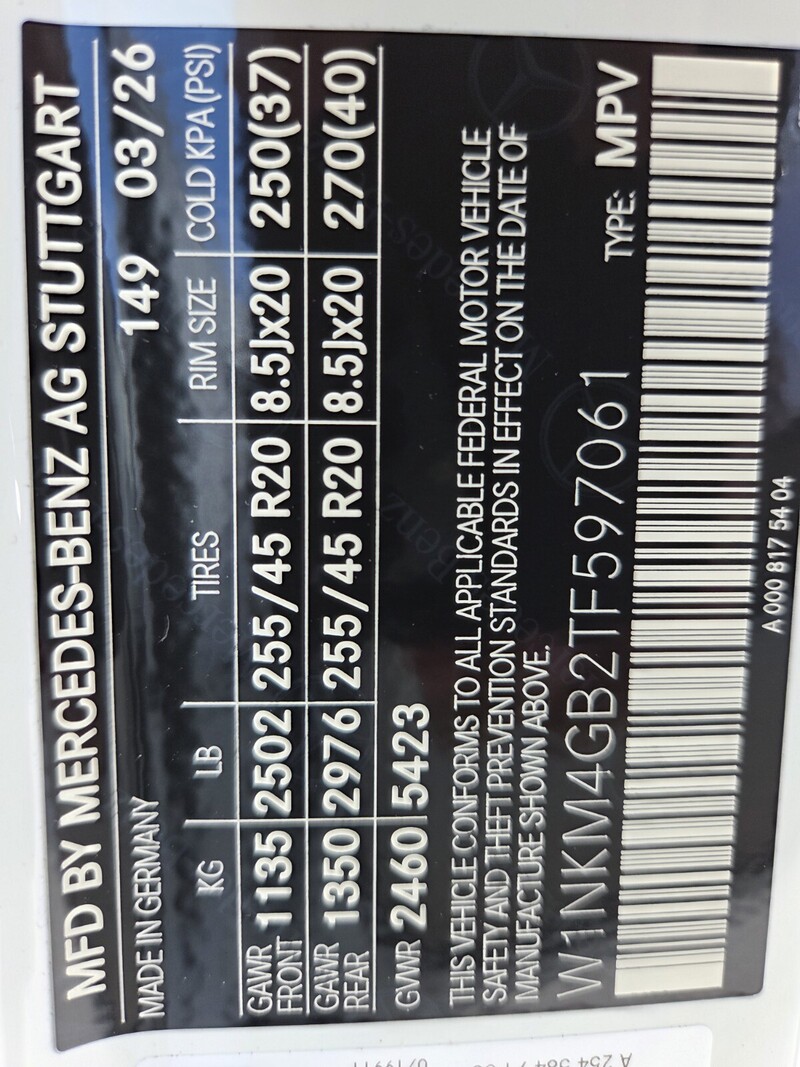 MFD BY MERCEDES-BENZ AG STUTTGART
MADE IN GERMANY 149 03/26
KG LB TIRES RIM SIZE COLD KPA(PSI)
GAWR FRONT 1135 2502 255/45 R20 8.5Jx20 250(37)
GAWR REAR 1350 2976 255/45 R20 8.5Jx20 270(40)
GVWR 2460 5423
THIS VEHICLE CONFORMS TO ALL APPLICABLE FEDERAL MOTOR VEHICLE
SAFETY AND THEFT PREVENTION STANDARDS IN EFFECT ON THE DATE OF
MANUFACTURE SHOWN ABOVE.
W1NKM4GB2TF597061 TYPE: MPV
A 000 817 54 04